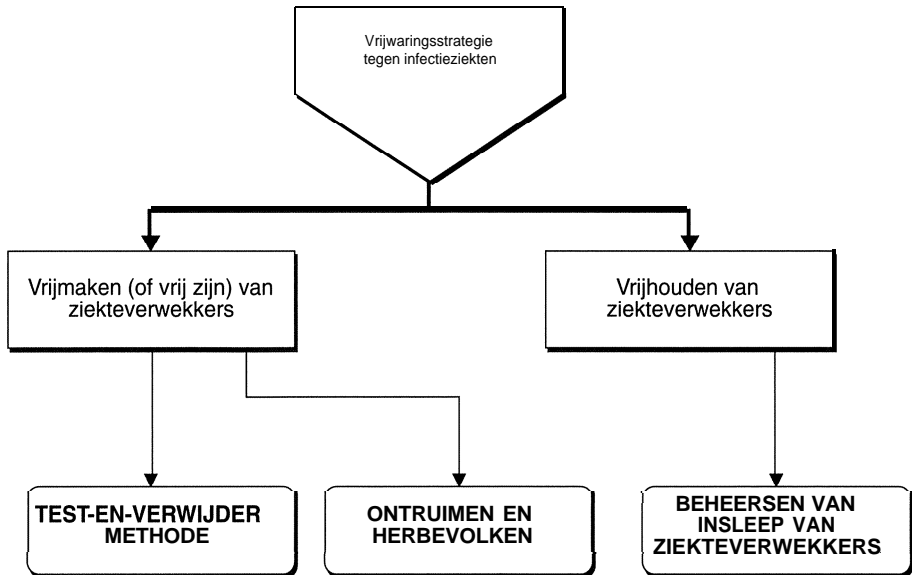 Vrijwaringsstrategie
tegen infectieziekten
Vrijmaken (of vrij zijn) van
ziekteverwekkers
Vrijhouden van
ziekteverwekkers
TEST-EN-VERWIJDER
METHODE
ONTRUIMEN EN
HERBEVOLKEN
BEHEERSEN VAN
INSLEEP VAN
ZIEKTEVERWEKKERS